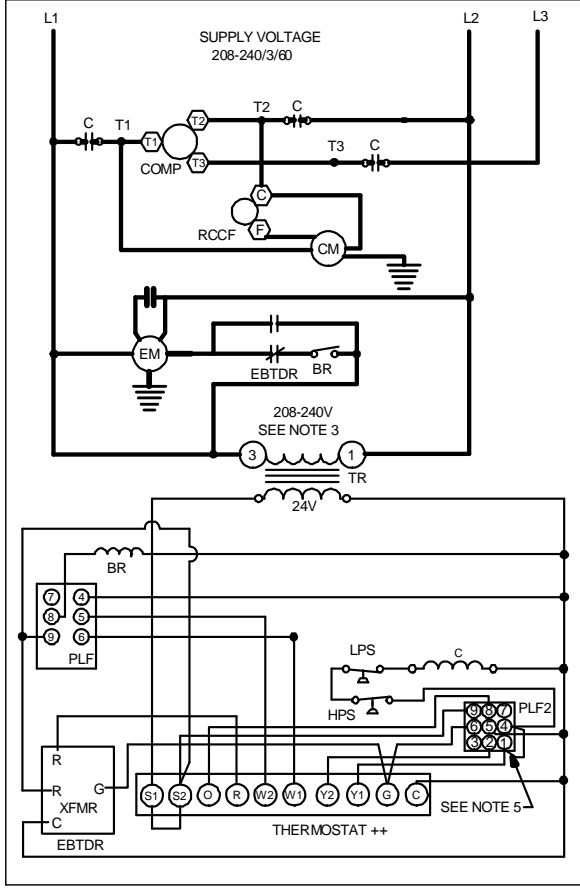 L1
L2
L3
SUPPLY VOLTAGE
208-240/3/60
C
T1
T1
T2
T3
COMP
T2
C
T3
C
C
RCCF
F
CM
EM
EBTDR
BR
208-240V
SEE NOTE 3
3
1
TR
24V
BR
7
4
8
5
9
6
PLF
LPS
C
HPS
9
8
7
6
5
4
3
2
1
PLF2
SEE NOTE 5
R
R
G
XFMR
C
EBTDR
S1
S2
O
R
W2
W1
Y2
Y1
G
C
THERMOSTAT ++